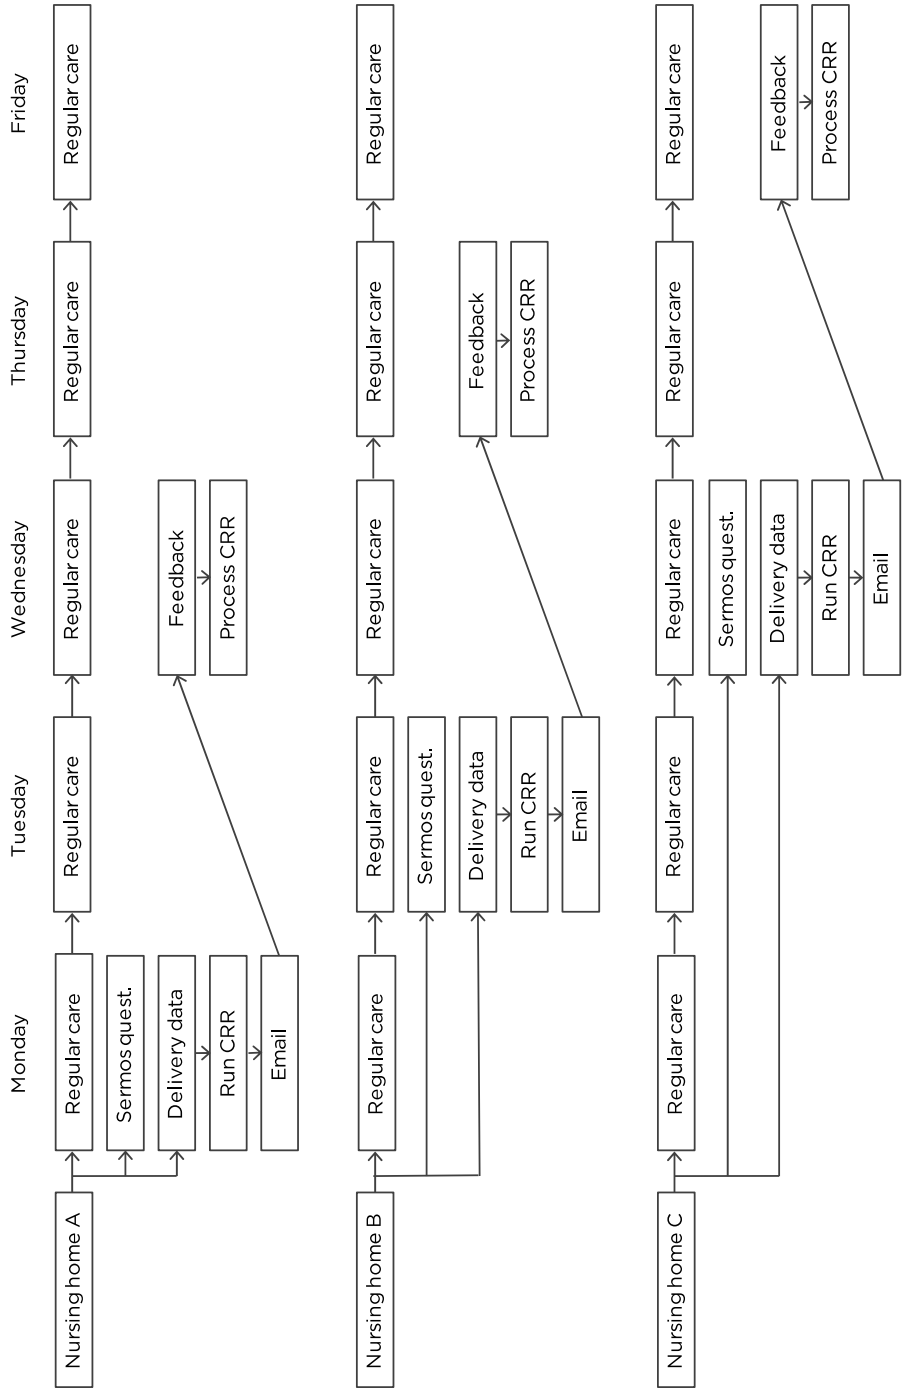 Monday
Tuesday
Wednesday
Thursday
Friday
Nursing home A
Regular care
Regular care
Regular care
Regular care
Regular care
Sermos quest.
Delivery data
Feedback
Run CRR
Process CRR
Email
Nursing home B
Regular care
Regular care
Regular care
Regular care
Regular care
Sermos quest.
Delivery data
Feedback
Run CRR
Process CRR
Email
Nursing home C
Regular care
Regular care
Regular care
Regular care
Regular care
Sermos quest.
Delivery data
Feedback
Run CRR
Process CRR
Email